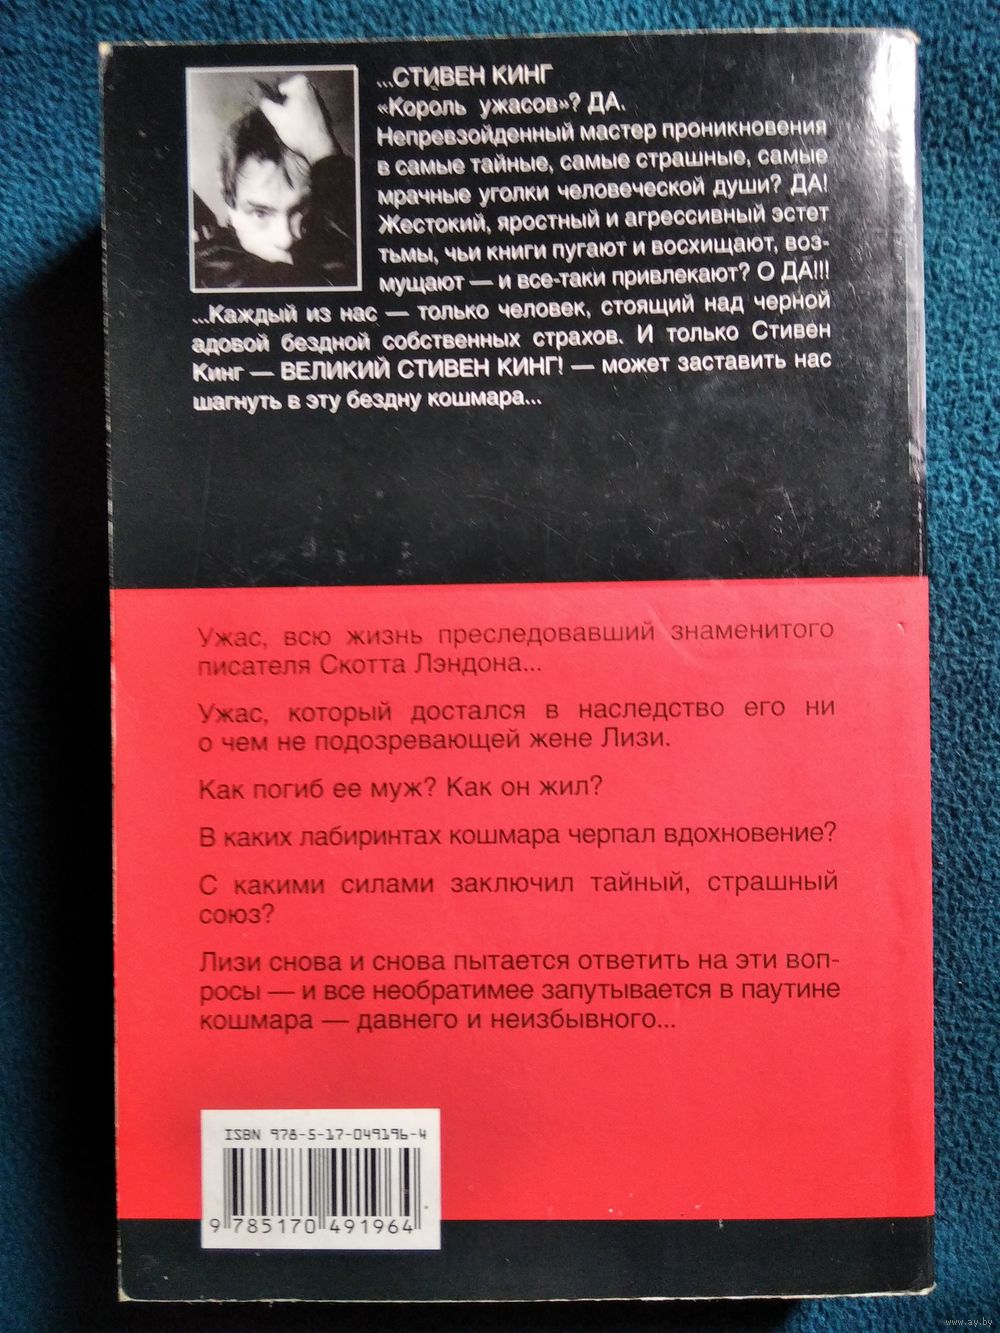 ...СТИВЕН КИНГ
«Король ужасов»? ДА.
Непревзойденный мастер проникновения
в самые тайные, самые страшные, самые
мрачные уголки человеческой души? ДА!
Жестокий, яростный и агрессивный эстет
тьмы, чьи книги пугают и восхищают, воз-
мущают — и все-таки привлекают? О ДА!!!
...Каждый из нас — только человек, стоящий над черной
адовой бездной собственных страхов. И только Стивен
Кинг — ВЕЛИКИЙ СТИВЕН КИНГ! — может заставить нас
шагнуть в эту бездну кошмара...
Ужас, всю жизнь преследовавший знаменитого
писателя Скотта Лэндона...
Ужас, который достался в наследство его ни
о чем не подозревающей жене Лизи.
Как погиб ее муж? Как он жил?
В каких лабиринтах кошмара черпал вдохновение?
С какими силами заключил тайный, страшный
союз?
Лизи снова и снова пытается ответить на эти воп-
росы — и все необратимее запутывается в паутине
кошмара — давнего и неизбывного...
ISBN 978-5-17-049196-4
9 785170 491964
www.ay.by